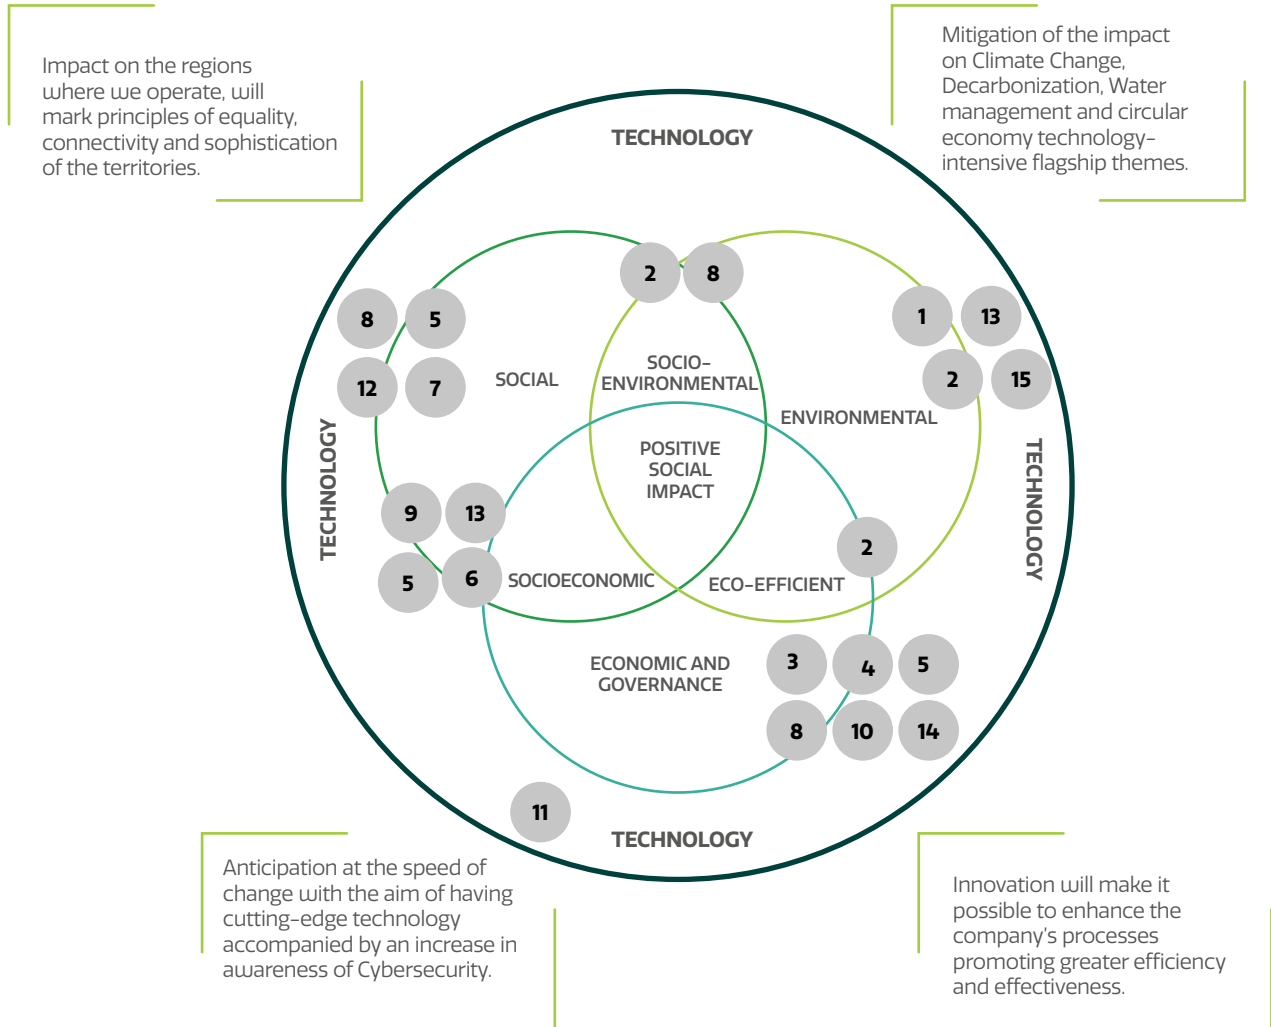 Impact on the regions
where we operate, will
mark principles of equality,
connectivity and sophistication
of the territories.
Mitigation of the impact
on Climate Change,
Decarbonization, Water
management and circular
economy technology-
intensive flagship themes.
TECHNOLOGY
2
8
8
5
12
7
1
13
2
15
SOCIAL
SOCIO-
ENVIRONMENTAL
ENVIRONMENTAL
POSITIVE
SOCIAL
IMPACT
TECHNOLOGY
TECHNOLOGY
9
13
5
6
2
SOCIOECONOMIC
ECO-EFFICIENT
ECONOMIC AND
GOVERNANCE
3
4
5
8
10
14
11
TECHNOLOGY
Anticipation at the speed of
change with the aim of having
cutting-edge technology
accompanied by an increase in
awareness of Cybersecurity.
Innovation will make it
possible to enhance the
company's processes
promoting greater efficiency
and effectiveness.